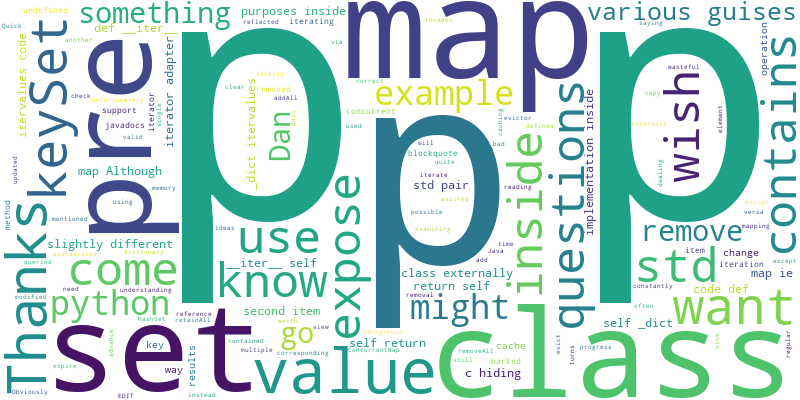 undefined
something
purposes inside
reflected
iterating
via
threads
correct
saying
various guises
another
Quick
def __iter__
pre
p
map
p
p
itervalues code
keySet
check
Unfortunately
support
javadocs
valid
iterator
single
iterator adapter
clear
testing
removed
addAll
_dict itervalues
Dan
pass
example
concurrent
used
evictor
defined
will
caching
bad
blockquote
quite
iterate
reading
std pair
expired
possible
examining
questions
implementation inside
wasteful
copy
intervals
wish
element
dealing
enough
versa
operation
contains
map Although
using
memory
updated
method
mentioned
queried
appreciated
dictionary
slightly different
ideas
Thanks
use
expose
inside
remove
mapping
item
change
iteration
map ie
except
come
need
understanding
modified
__iter__ self
know
class externally
return self
removal
add
time
Java
std
constantly
often
code def
want
python
second item
might
self _dict
HashSet
reference
retainAll
worth
view
go
background
contained
multiple
corresponding
ConcurrentMap
self return
removeAll
still
cache
backed
c hiding
evict
turns
progress
vice
regular
set
key
way
results
expire
advance
EDIT
instead
Obviously
value
class